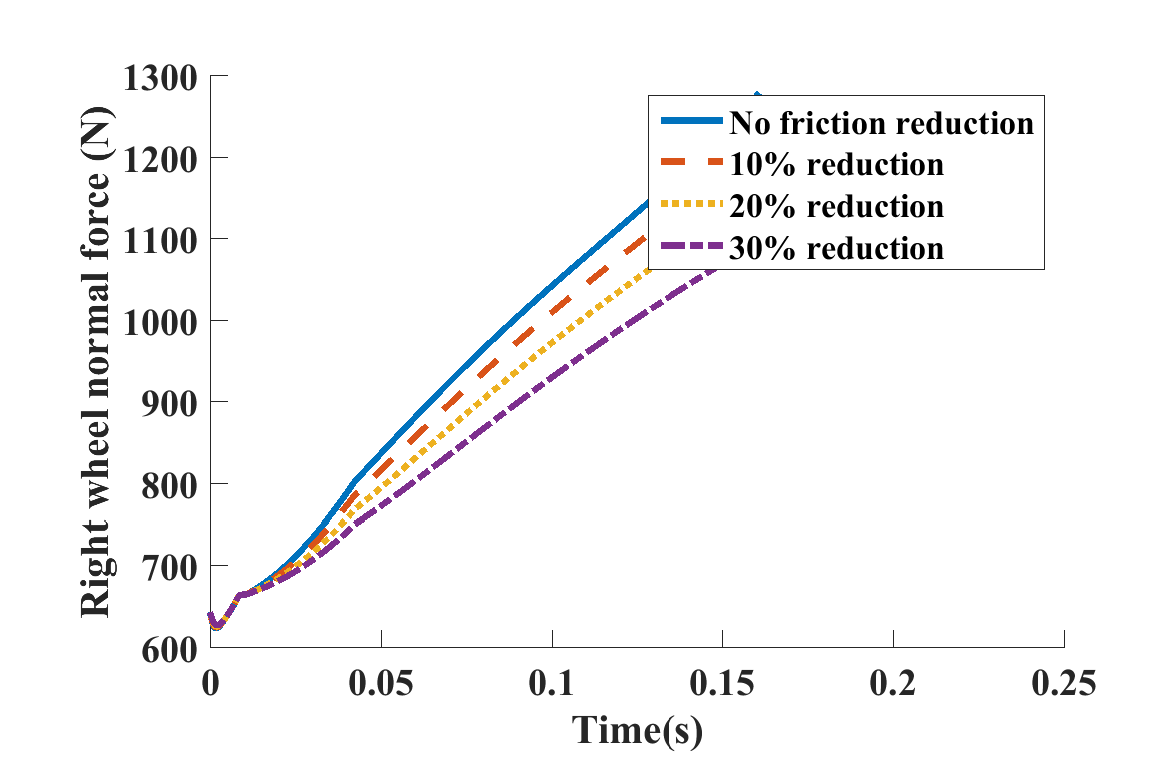 1300
1200
1100
1000
900
800
700
600
Right wheel normal force (N)
No friction reduction
10% reduction
20% reduction
30% reduction
0 0.05 0.1 0.15 0.2 0.25
Time(s)